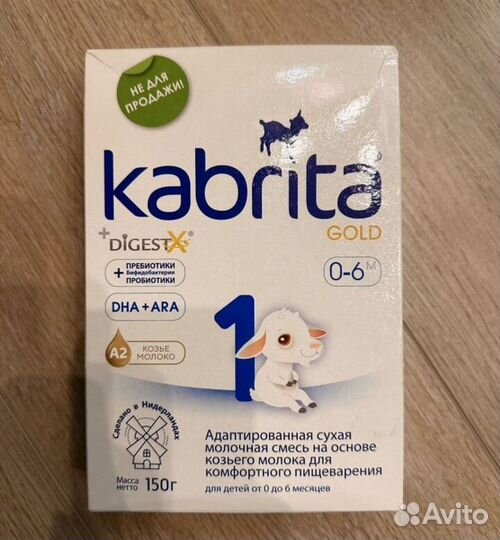 НЕ ДЛЯ
ПРОДАЖИ!
kabrita
GOLD
+DIGESTX®
0-6 М
+ ПРЕБИОТИКИ
Бифидобактерии
ПРОБИОТИКИ
DHA + ARA
A2 КОЗЬЕ
МОЛОКО
1
Сделано в Нидерландах
Адаптированная сухая
молочная смесь на основе
козьего молока для
комфортного пищеварения
для детей от 0 до 6 месяцев
Масса
нетто 150г
Avito